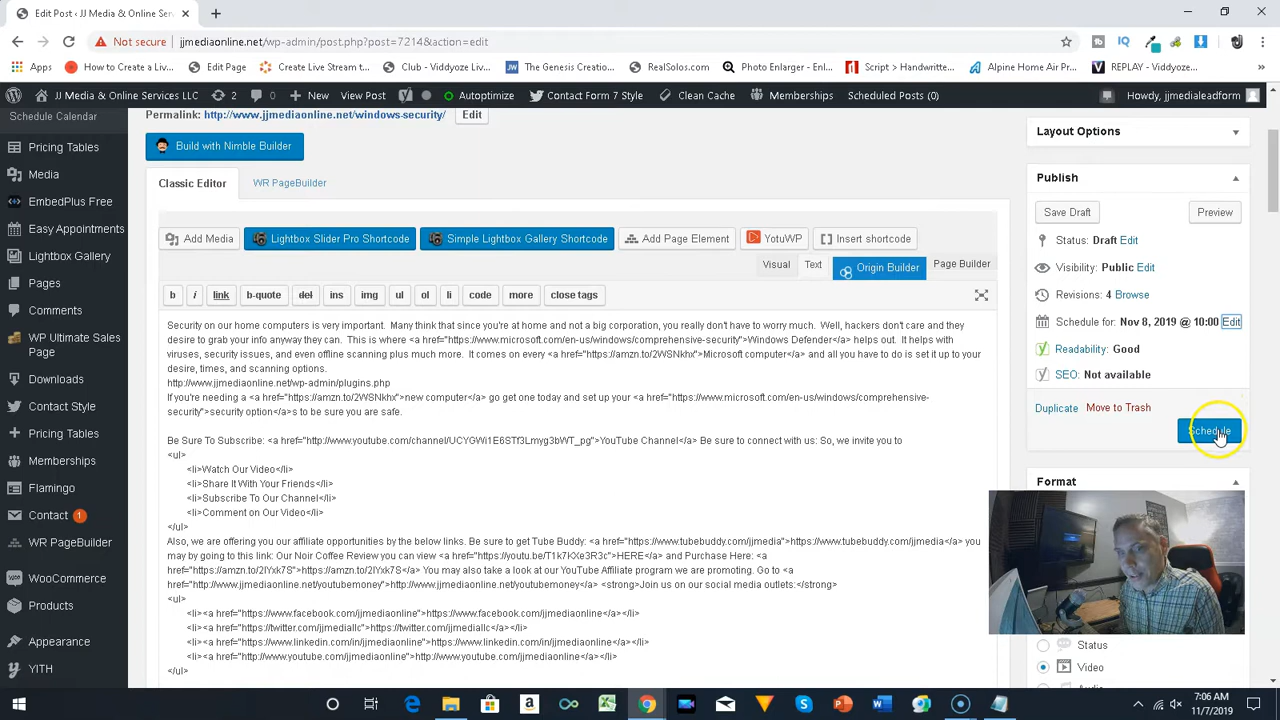 Edit Post ‹ JJ Media & Online Ser
Not secure
jjmediaonline.net/wp-admin/post.php?post=7214&action=edit
Apps
How to Create a Live
Edit Page
Create Live Stream te
Club - Viddyoze Live
The Genesis Creatio
RealSolos.com
Photo Enlarger - Enl
Script > Handwritte
Alpine Home Air Pr
REPLAY - Viddyoze
JJ Media & Online Services LLC
2
0
New
View Post
Autoptimize
Contact Form 7 Style
Clean Cache
Memberships
Scheduled Posts (0)
Howdy, jjmedialeadform
Schedule Calendar
Pricing Tables
Media
EmbedPlus Free
Easy Appointments
Lightbox Gallery
Pages
Comments
WP Ultimate Sales
Page
Downloads
Contact Style
Pricing Tables
Memberships
Flamingo
Contact 1
WR PageBuilder
WooCommerce
Products
Appearance
YITH
Permalink: http://www.jjmediaonline.net/windows-security/
Edit
Build with Nimble Builder
Classic Editor
WR PageBuilder
Add Media
Lightbox Slider Pro Shortcode
Simple Lightbox Gallery Shortcode
Add Page Element
YotuWP
Insert shortcode
Visual
Text
Origin Builder
Page Builder
b
i
link
b-quote
del
ins
img
ul
ol
li
code
more
close tags
Security on our home computers is very important. Many think that since you're at home and not a big corporation, you really don't have to worry much. Well, hackers don't care and they
desire to grab your info anyway they can. This is where <a href="https://www.microsoft.com/en-us/windows/comprehensive-security">Windows Defender</a> helps out. It helps with
viruses, security issues, and even offline scanning plus much more. It comes on every <a href="https://amzn.to/2WSNkhx">Microsoft computer</a> and all you have to do is set it up to your
desire, times, and scanning options.
http://www.jjmediaonline.net/wp-admin/plugins.php
If you're needing a <a href="https://amzn.to/2WSNkhx">new computer</a> go get one today and set up your <a href="https://www.microsoft.com/en-us/windows/comprehensive-
security">security option</a>s to be sure you are safe.
Be Sure To Subscribe: <a href="http://www.youtube.com/channel/UCYGWi1E6STf3Lmyg3bWT_pg">YouTube Channel</a> Be sure to connect with us: So, we invite you to
<ul>
<li>Watch Our Video</li>
<li>Share It With Your Friends</li>
<li>Subscribe To Our Channel</li>
<li>Comment on Our Video</li>
</ul>
Also, we are offering you our affiliate opportunities by the below links. Be sure to get Tube Buddy: <a href="https://www.tubebuddy.com/jjmedia">https://www.tubebuddy.com/jjmedia</a> you
may by going to this link: Our Noir Coffee Review you can view <a href="https://youtu.be/T1k7KXe3R3c">HERE</a> and Purchase Here: <a
href="https://amzn.to/2IYxk7S">https://amzn.to/2IYxk7S</a> You may also take a look at our YouTube Affiliate program we are promoting. Go to <a
href="http://www.jjmediaonline.net/youtubemoney">http://www.jjmediaonline.net/youtubemoney</a> <strong>Join us on our social media outlets:</strong>
<ul>
<li><a href="https://www.facebook.com/jjmediaonline">https://www.facebook.com/jjmediaonline</a></li>
<li><a href="https://twitter.com/jjmediallc">https://twitter.com/jjmediallc</a></li>
<li><a href="https://www.linkedin.com/in/jjmediaonline">https://www.linkedin.com/in/jjmediaonline</a></li>
<li><a href="http://www.youtube.com/jjmediaonline">http://www.youtube.com/jjmediaonline</a></li>
</ul>
Layout Options
Publish
Save Draft
Preview
Status: Draft Edit
Visibility: Public Edit
Revisions: 4 Browse
Schedule for: Nov 8, 2019 @ 10:00 Edit
Readability: Good
SEO: Not available
Duplicate
Move to Trash
Schedule
Format
Status
Video
7:06 AM
11/7/2019